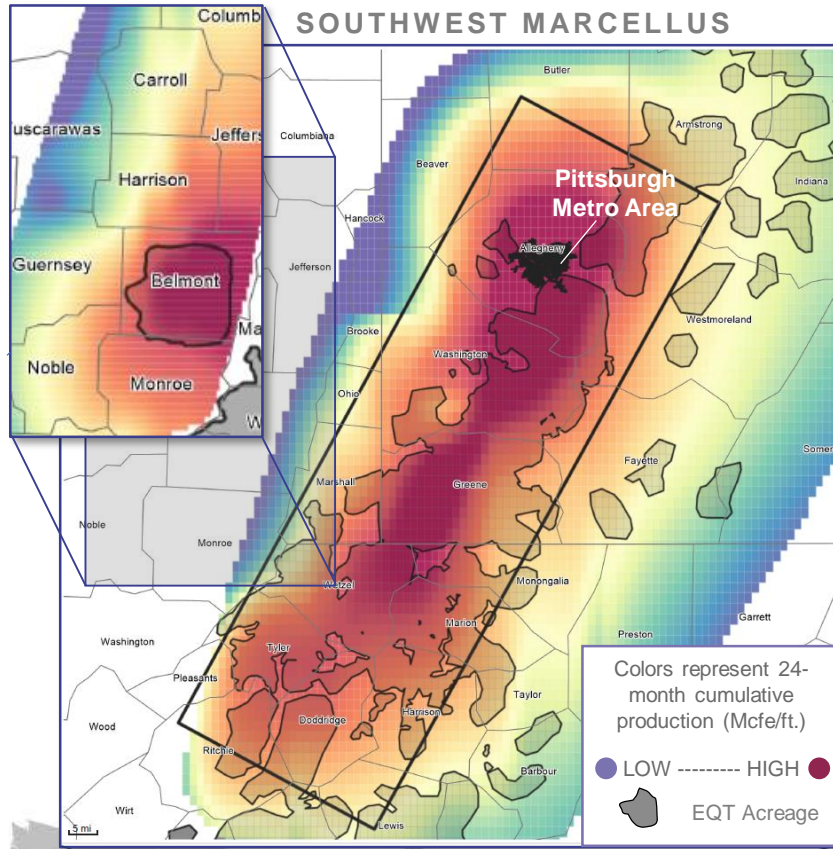 SOUTHWEST MARCELLUS
Columb
Carroll
Tuscarawas
Jeffers
Harrison
Guernsey
Belmont
Ma
Noble
Monroe
W
Butler
Columbiana
Armstrong
Beaver
Pittsburgh
Metro Area
Indiana
Hancock
Allegheny
Jefferson
Westmoreland
Brooke
Washington
Ohio
Fayette
Somer
Marshall
Greene
Noble
Monroe
Wetzel
Monongalia
Garrett
Washington
Marion
Preston
Tyler
Pleasants
Taylor
Wood
Doddridge
Harrison
Ritchie
Barbour
Wirt
Lewis
5 mi
Colors represent 24-
month cumulative
production (Mcfe/ft.)
LOW --------- HIGH
EQT Acreage